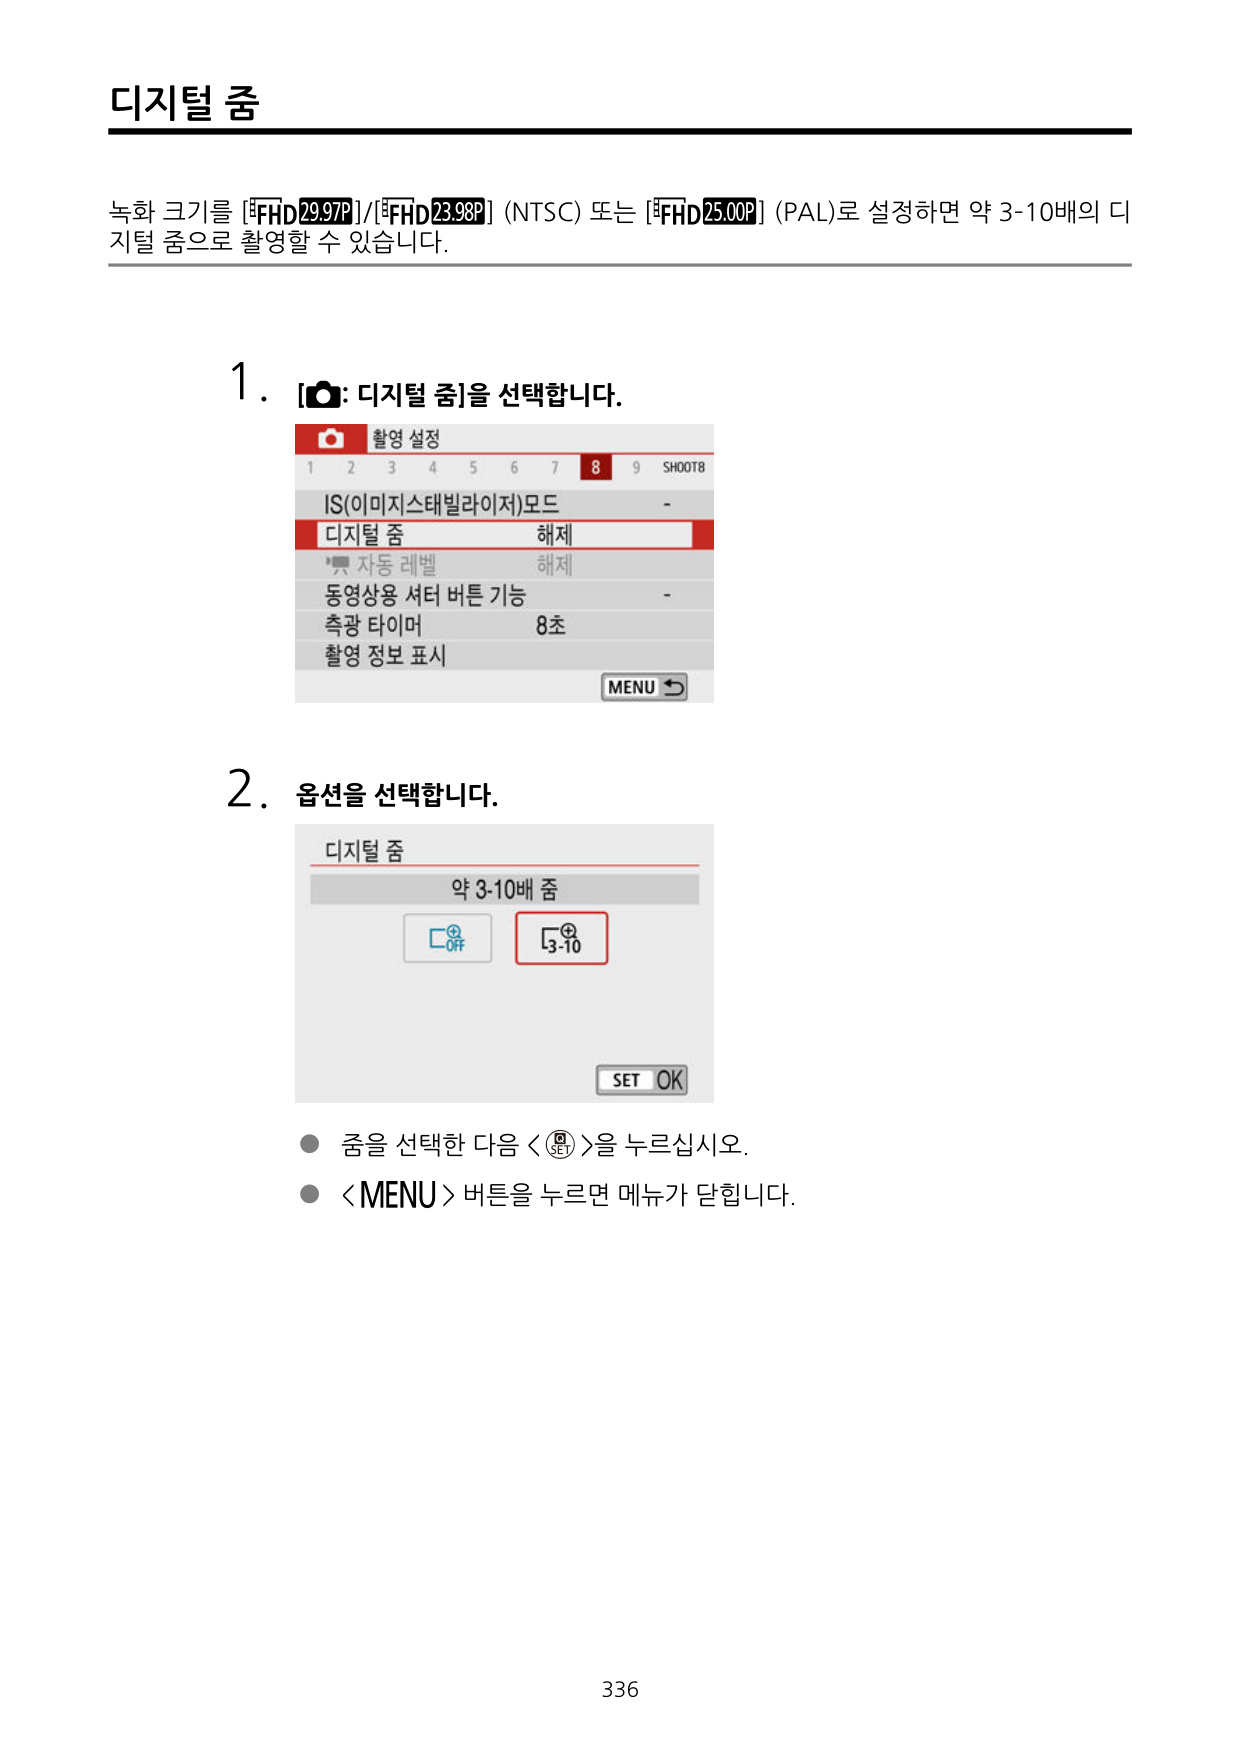 디지털 줌
녹화 크기를 [FHD29.97P]/[FHD23.98P] (NTSC) 또는 [FHD25.00P] (PAL)로 설정하면 약 3-10배의 디
지털 줌으로 촬영할 수 있습니다.
1. [: 디지털 줌]을 선택합니다.
촬영 설정
1 2 3 4 5 6 7 8 9 SHOOT8
IS(이미지스태빌라이저)모드 -
디지털 줌 해제
자동 레벨 해제
동영상용 셔터 버튼 기능 -
측광 타이머 8초
촬영 정보 표시
MENU
2. 옵션을 선택합니다.
디지털 줌
약 3-10배 줌
OFF 3-10
SET OK
● 줌을 선택한 다음 <Q SET>을 누르십시오.
● <MENU> 버튼을 누르면 메뉴가 닫힙니다.
336